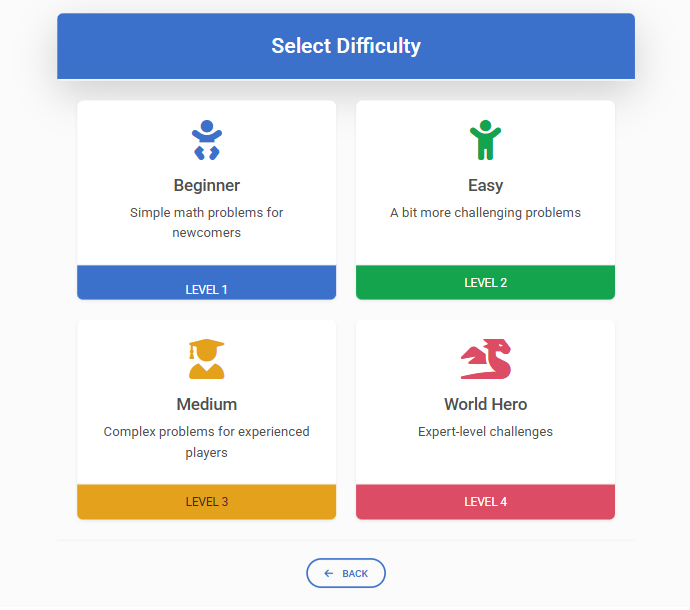 Select Difficulty
Beginner
Simple math problems for
newcomers
LEVEL 1
Easy
A bit more challenging problems
LEVEL 2
Medium
Complex problems for experienced
players
LEVEL 3
World Hero
Expert-level challenges
LEVEL 4
BACK